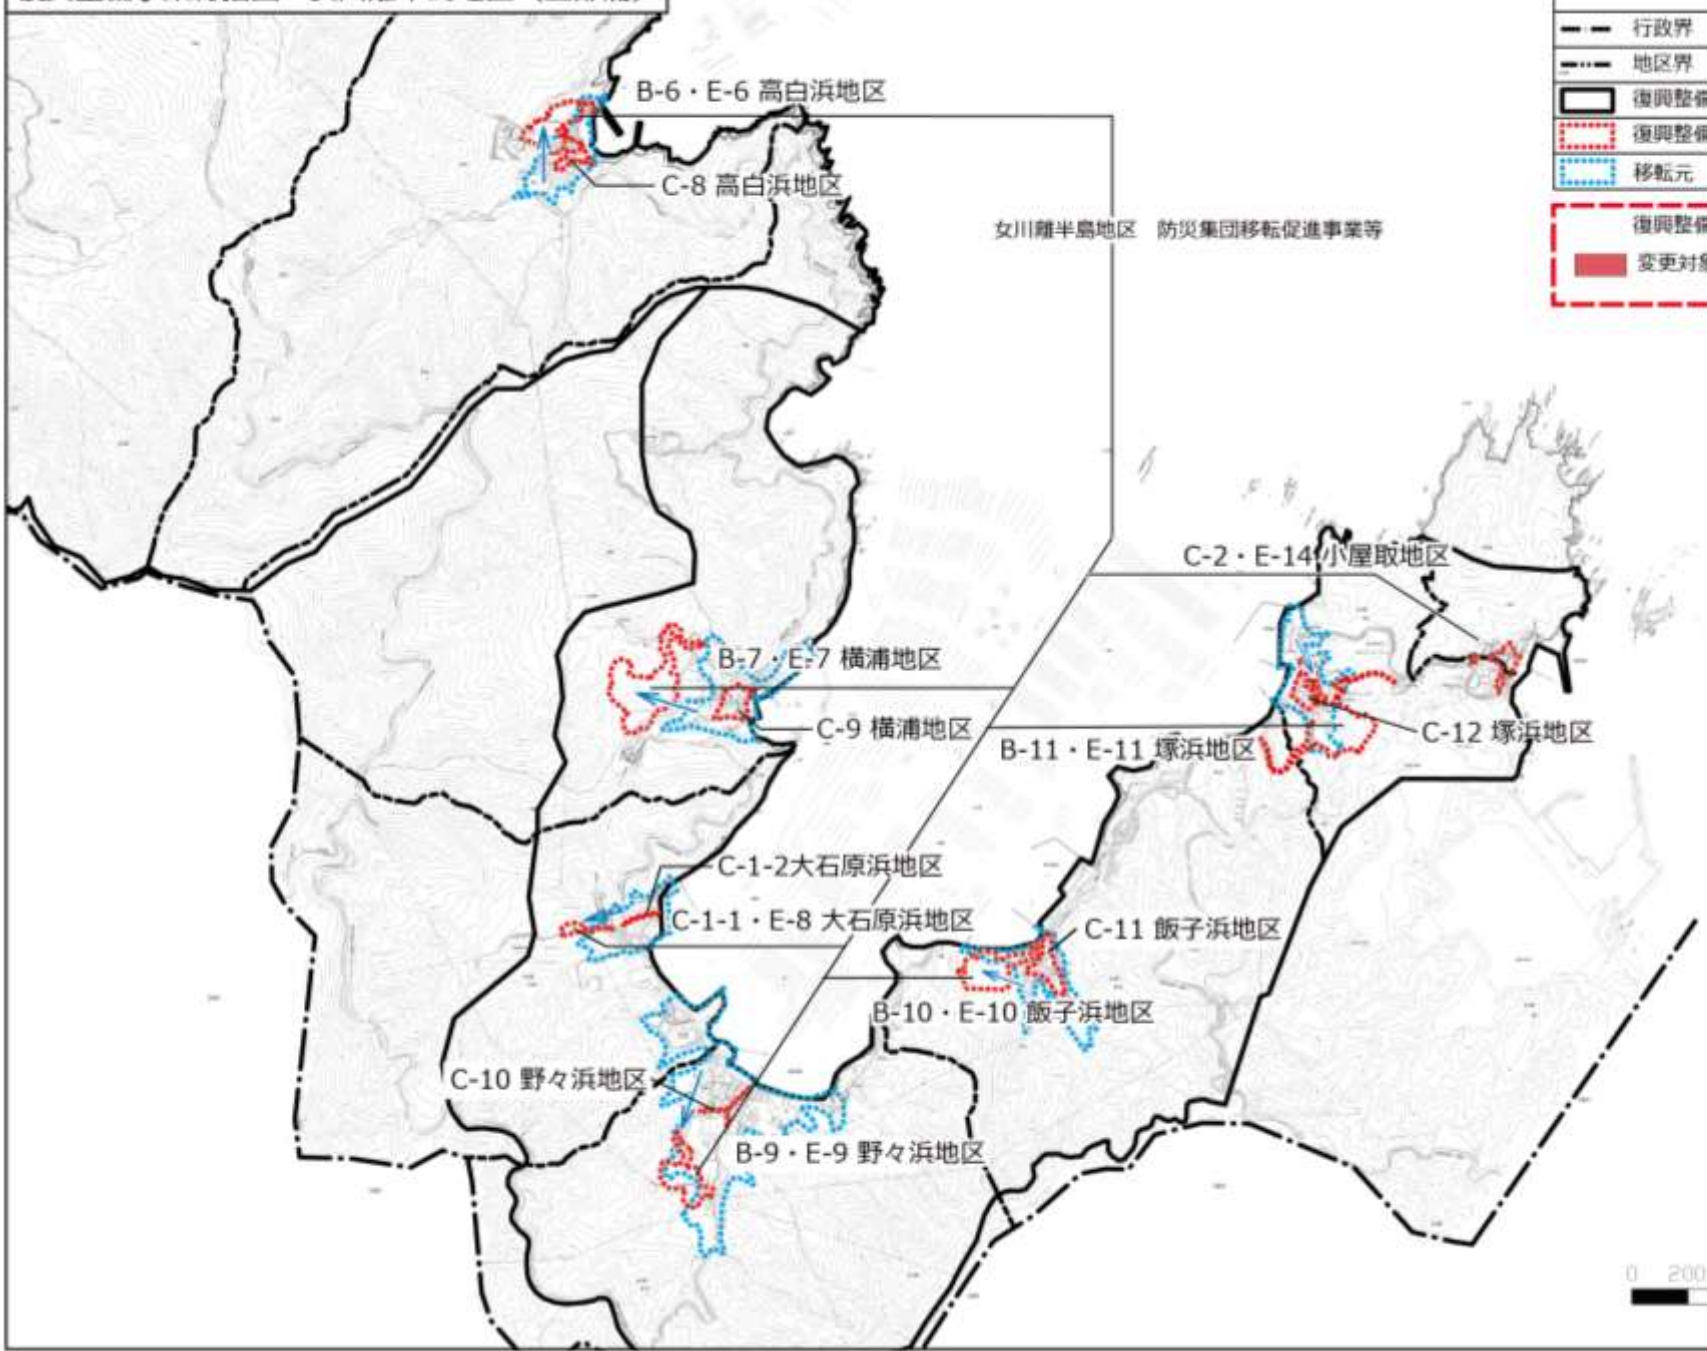 行政界
地区界
復興整備
復興整備
移転元
復興整備
変更対象
B-6・E-6 高白浜地区
C-8 高白浜地区
女川離半島地区　防災集団移転促進事業等
C-2・E-14 小屋取地区
B-7・E-7 横浦地区
C-9 横浦地区
C-12 塚浜地区
B-11・E-11 塚浜地区
C-1-2大石原浜地区
C-1-1・E-8 大石原浜地区
C-11 飯子浜地区
B-10・E-10 飯子浜地区
C-10 野々浜地区
B-9・E-9 野々浜地区
0 200